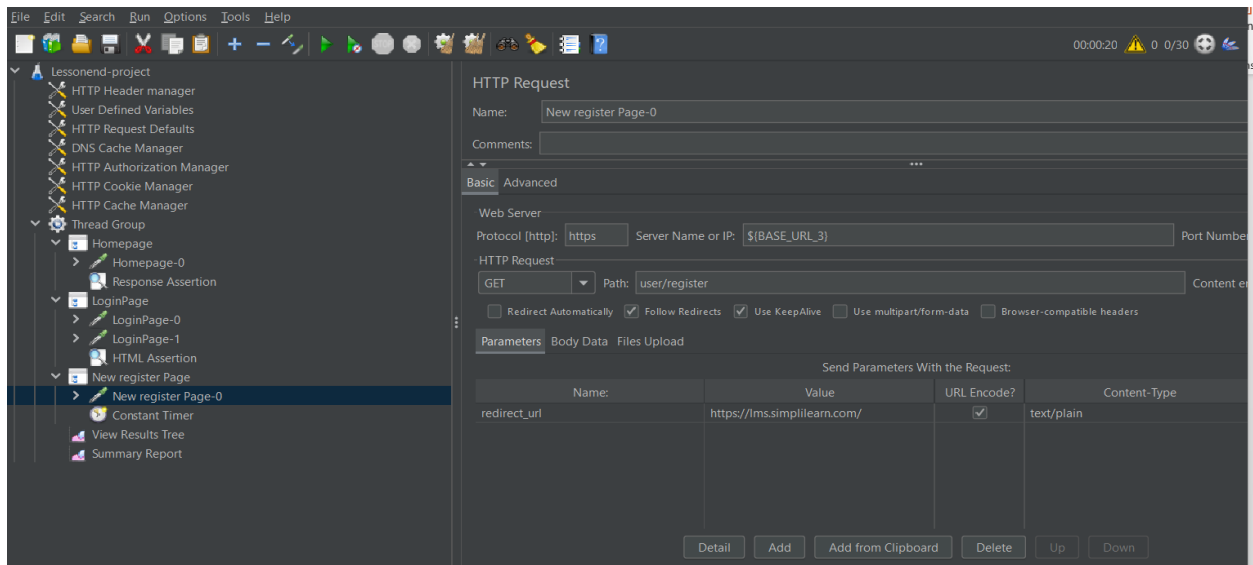 File Edit Search Run Options Tools Help
00:00:20 0 0/30
Lessonend-project
HTTP Header manager
User Defined Variables
HTTP Request Defaults
DNS Cache Manager
HTTP Authorization Manager
HTTP Cookie Manager
HTTP Cache Manager
Thread Group
Homepage
Homepage-0
Response Assertion
LoginPage
LoginPage-0
LoginPage-1
HTML Assertion
New register Page
New register Page-0
Constant Timer
View Results Tree
Summary Report
HTTP Request
Name: New register Page-0
Comments:
Basic Advanced
Web Server
Protocol [http]: https Server Name or IP: ${BASE_URL_3} Port Number
HTTP Request
GET Path: user/register Content
Redirect Automatically Follow Redirects Use KeepAlive Use multipart/form-data Browser-compatible headers
Parameters Body Data Files Upload
Send Parameters With the Request:
Name: Value URL Encode? Content-Type
redirect_url https://lms.simplilearn.com/ text/plain
Detail Add Add from Clipboard Delete Up Down